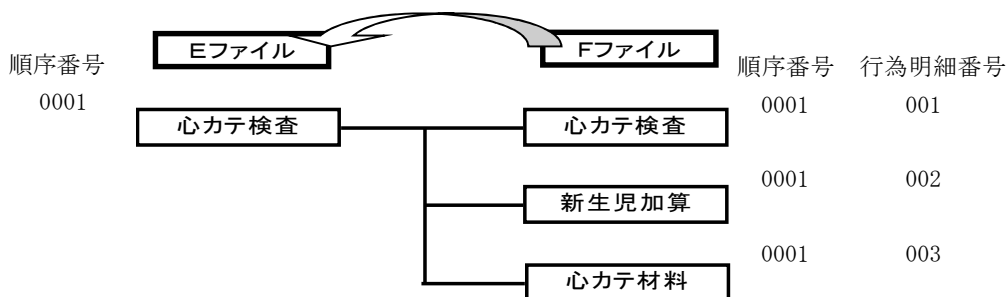 Eファイル Fファイル
順序番号 順序番号 行為明細番号
0001 心カテ検査 心カテ検査 0001 001
新生児加算 0001 002
心カテ材料 0001 003